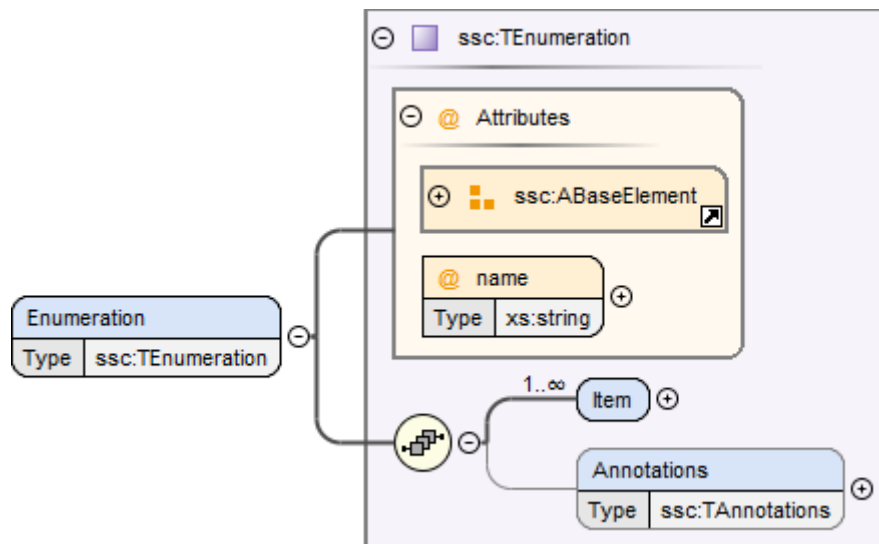 ssc:TEnumeration
@ Attributes
ssc:ABaseElement
@ name
Type xs:string
Enumeration
Type ssc:TEnumeration
1..∞
Item
Annotations
Type ssc:TAnnotations